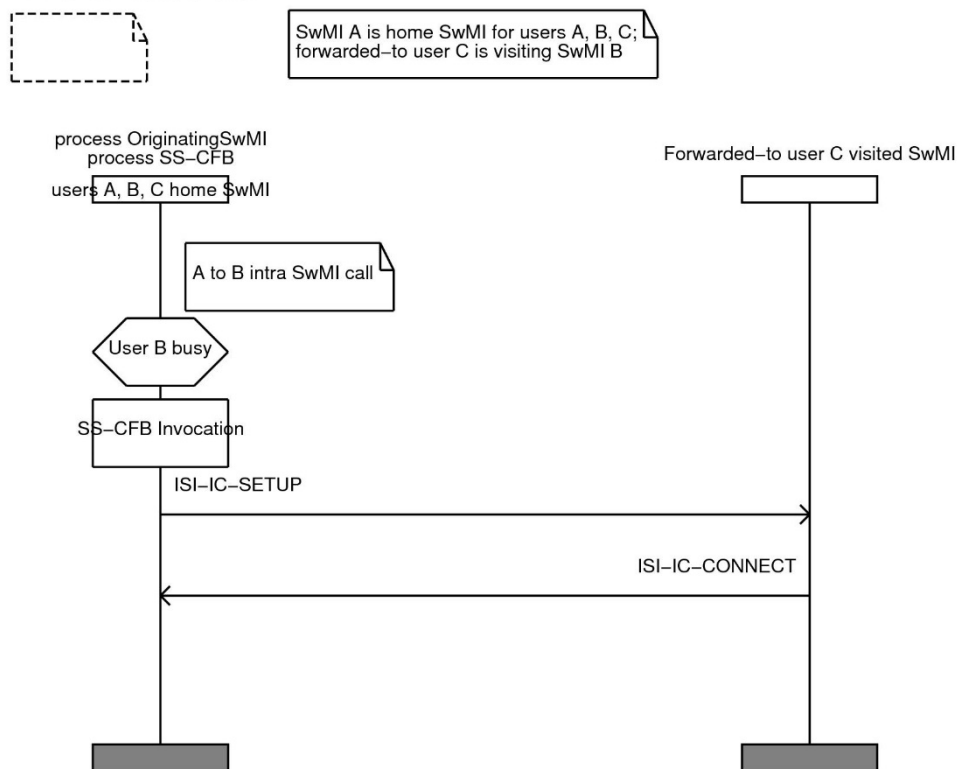 SwMI A is home SwMI for users A, B, C;
forwarded–to user C is visiting SwMI B
process OriginatingSwMI
process SS–CFB
Forwarded–to user C visited SwMI
users A, B, C home SwMI
A to B intra SwMI call
User B busy
SS–CFB Invocation
ISI–IC–SETUP
ISI–IC–CONNECT